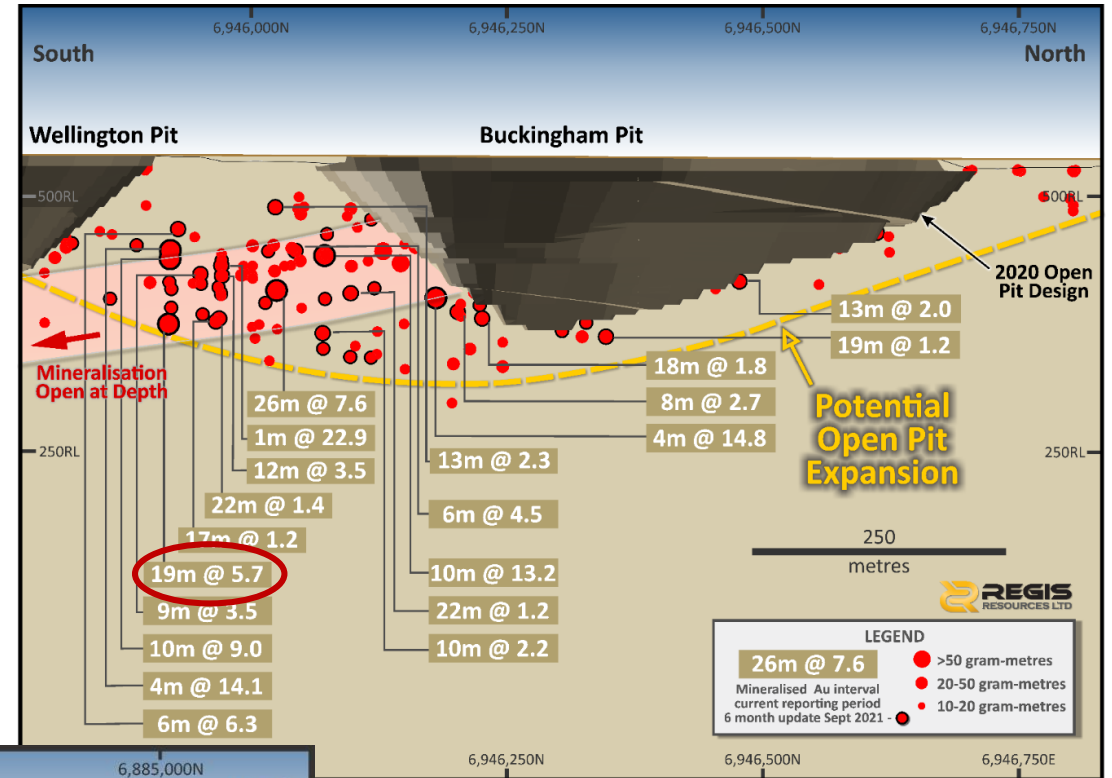 6,946,000N
6,946,250N
6,946,500N
6,946,750N
South
North
Wellington Pit
Buckingham Pit
500RL
500RL
2020 Open
Pit Design
13m @ 2.0
19m @ 1.2
Mineralisation
Open at Depth
18m @ 1.8
8m @ 2.7
4m @ 14.8
Potential
Open Pit
Expansion
26m @ 7.6
1m @ 22.9
12m @ 3.5
22m @ 1.4
17m @ 1.2
19m @ 5.7
9m @ 3.5
10m @ 9.0
4m @ 14.1
6m @ 6.3
250RL
250RL
13m @ 2.3
6m @ 4.5
10m @ 13.2
22m @ 1.2
10m @ 2.2
250
metres
REGIS
RESOURCES LTD
LEGEND
26m @ 7.6
Mineralised Au interval
current reporting period
6 month update Sept 2021 -
>50 gram-metres
20-50 gram-metres
10-20 gram-metres
6,885,000N
6,946,250N
6,946,500N
6,946,750E